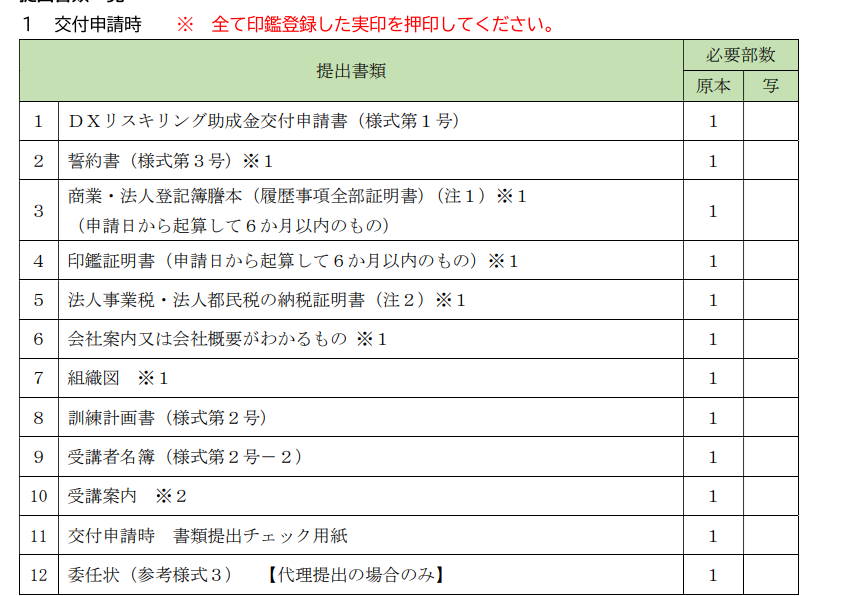 １　交付申請時　　※　全て印鑑登録した実印を押印してください。
提出書類
必要部数
原本
写
1
ＤＸリスキリング助成金交付申請書（様式第１号）
1
2
誓約書（様式第３号）※１
1
3
商業・法人登記簿謄本（履歴事項全部証明書）（注１）※１
（申請日から起算して６か月以内のもの）
1
4
印鑑証明書（申請日から起算して６か月以内のもの）※１
1
5
法人事業税・法人都民税の納税証明書（注２）※１
1
6
会社案内又は会社概要がわかるもの ※１
1
7
組織図　※１
1
8
訓練計画書（様式第２号）
1
9
受講者名簿（様式第２号－２）
1
10
受講案内　※２
1
11
交付申請時　書類提出チェック用紙
1
12
委任状（参考様式３）　【代理提出の場合のみ】
1